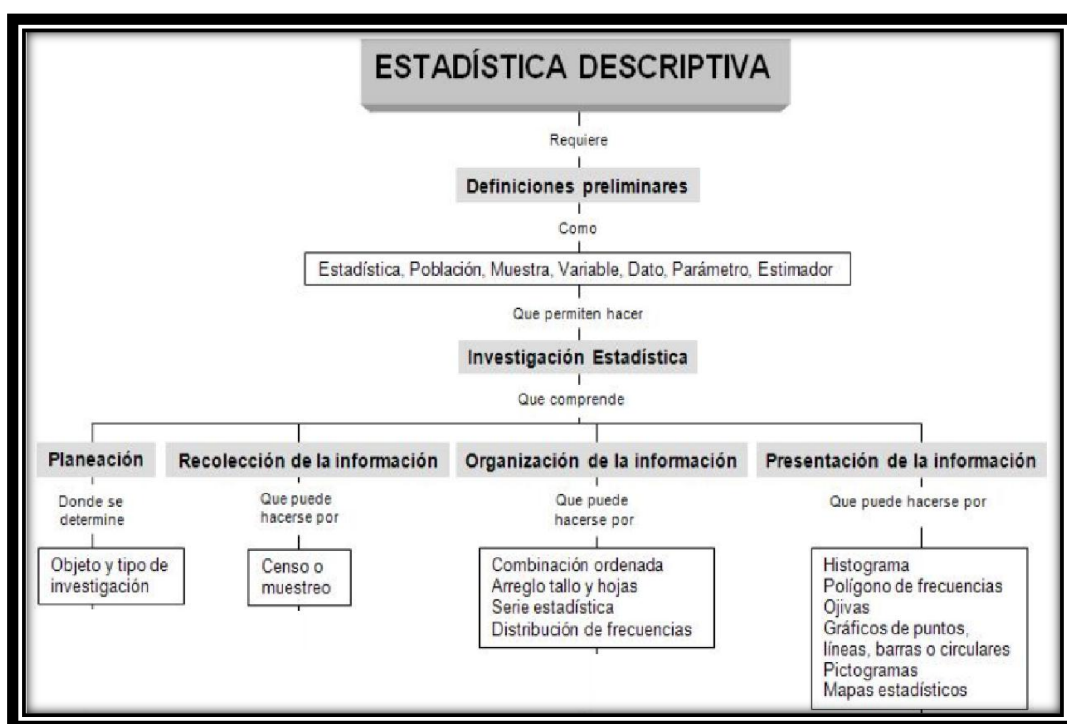 ESTADÍSTICA DESCRIPTIVA
Requiere
Definiciones preliminares
Como
Estadística, Población, Muestra, Variable, Dato, Parámetro, Estimador
Que permiten hacer
Investigación Estadística
Que comprende
Planeación
Donde se
determine
Objeto y tipo de
investigación
Recolección de la información
Que puede
hacerse por
Censo o
muestreo
Organización de la información
Que puede
hacerse por
Combinación ordenada
Arreglo tallo y hojas
Serie estadística
Distribución de frecuencias
Presentación de la información
Que puede hacerse por
Histograma
Polígono de frecuencias
Ojivas
Gráficos de puntos,
líneas, barras o circulares
Pictogramas
Mapas estadísticos